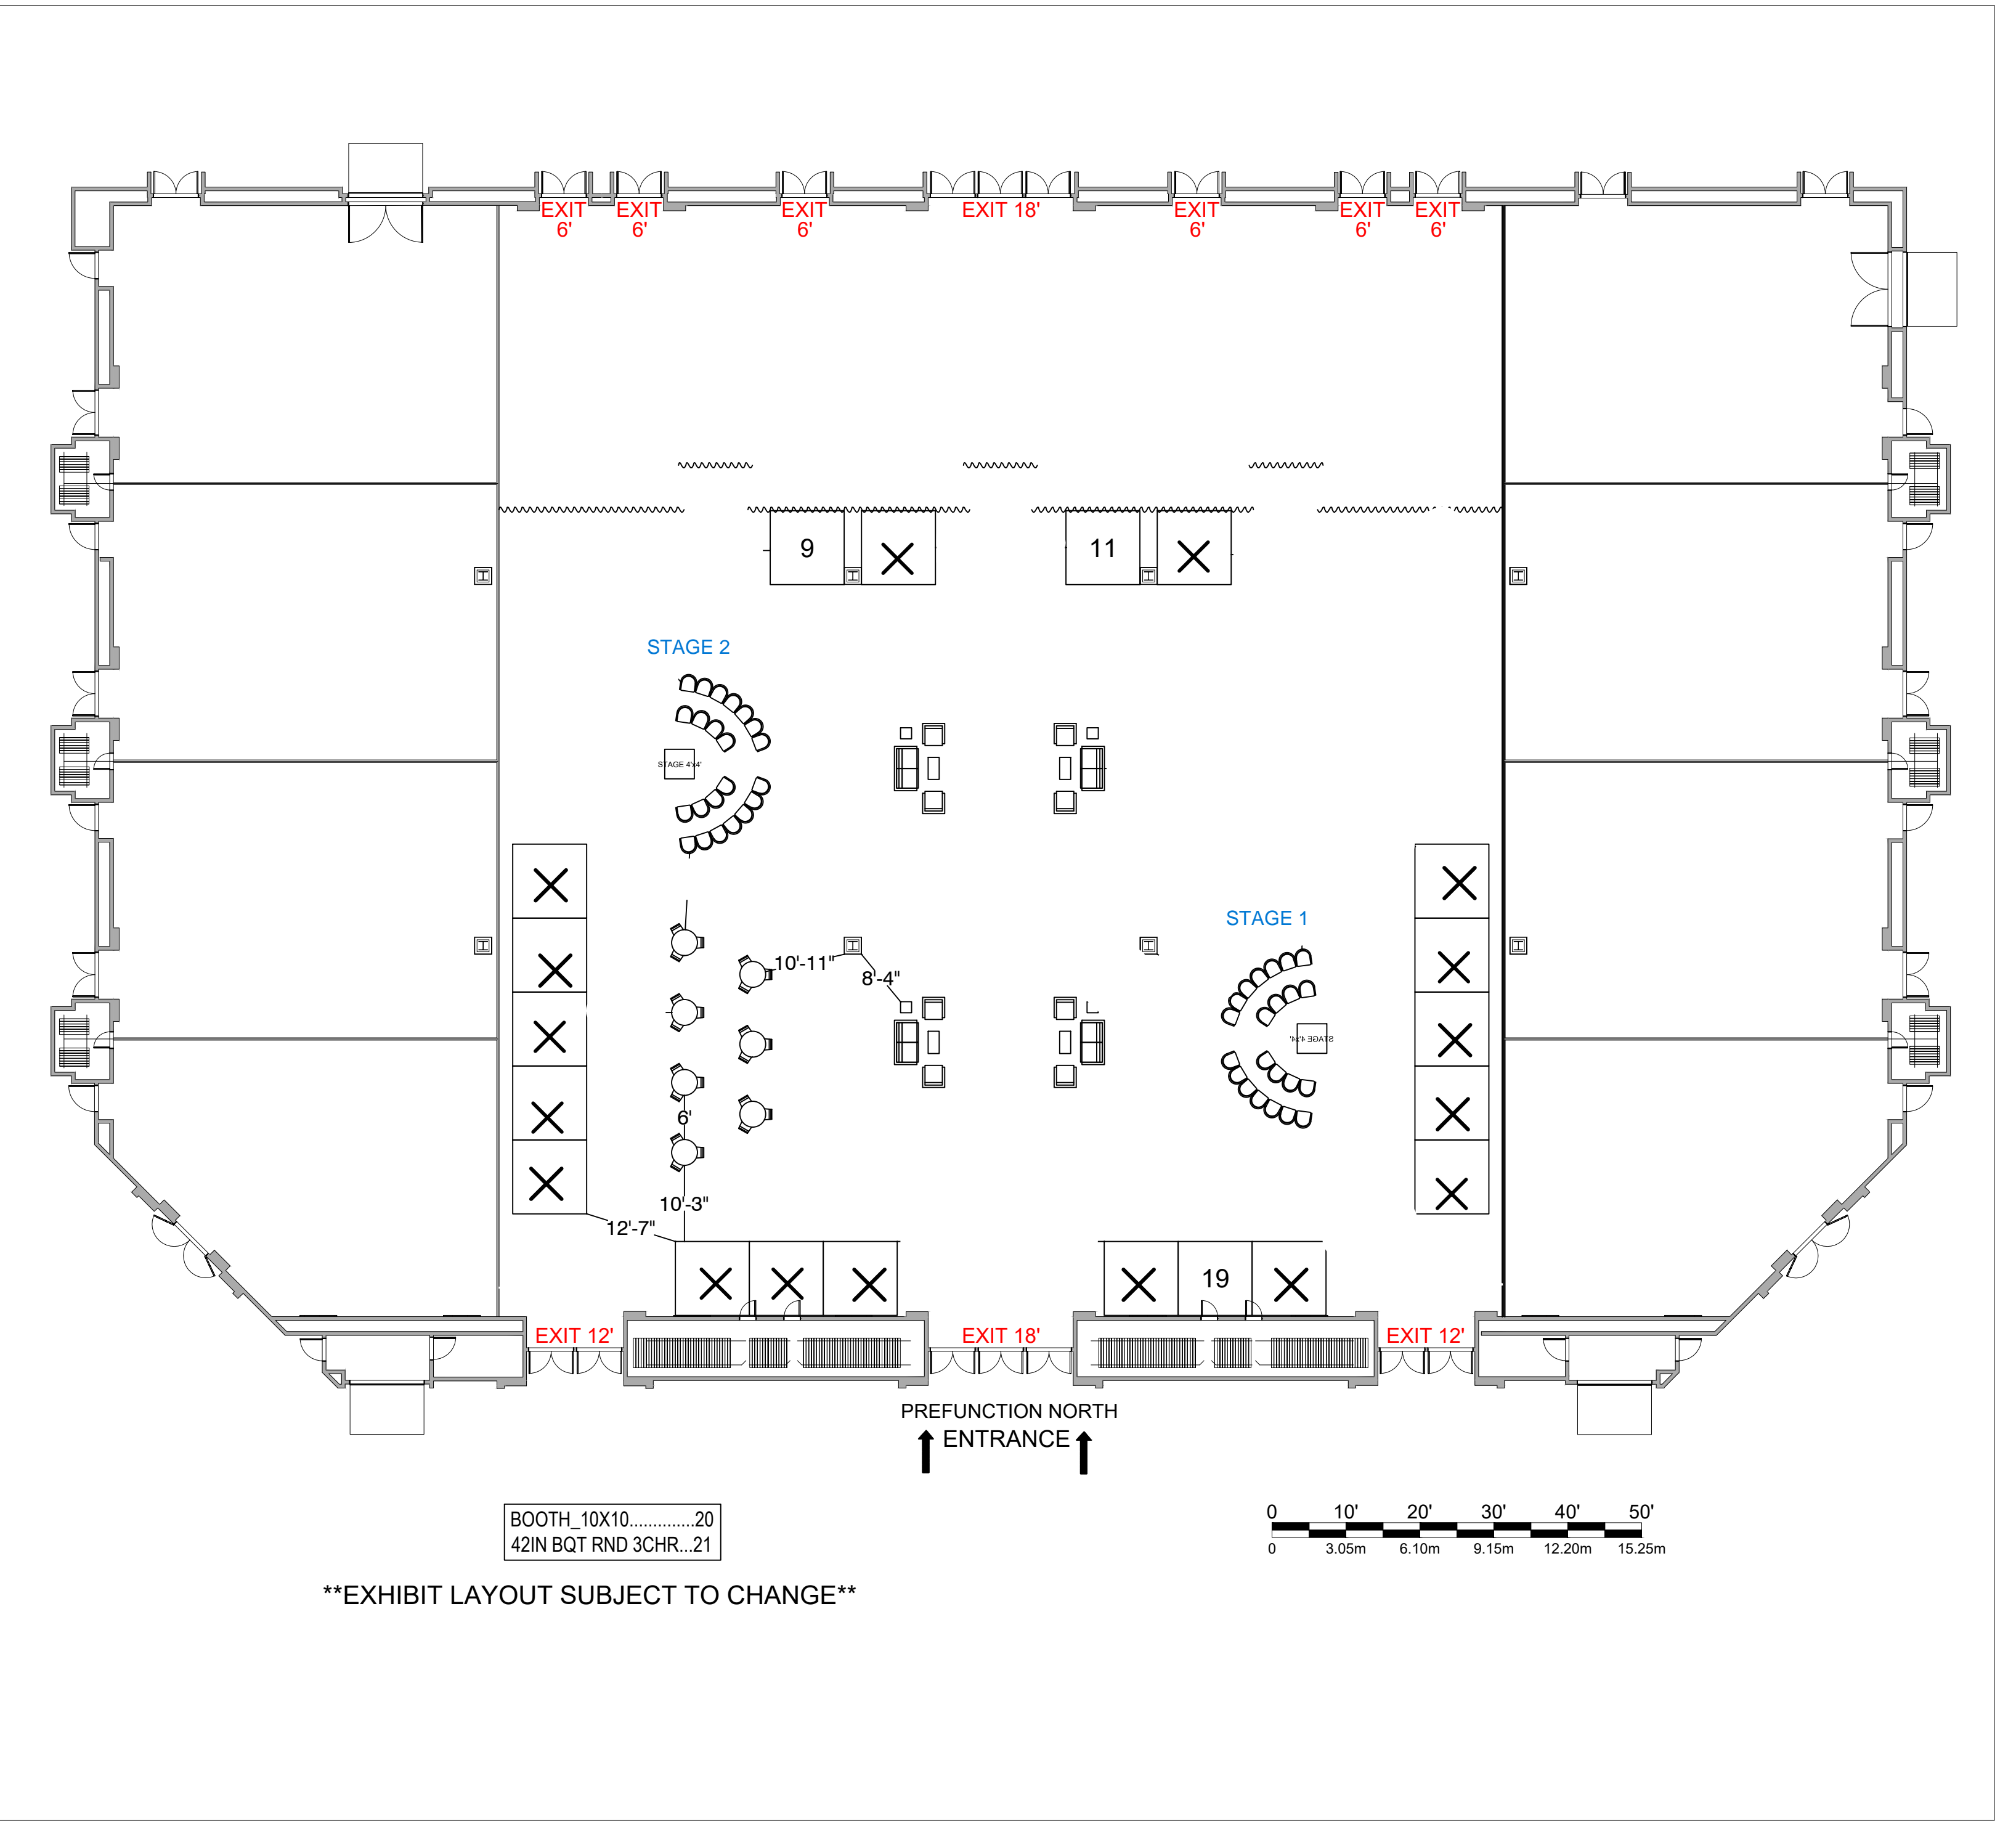 EXIT
6'
EXIT
6'
EXIT
6'
EXIT 18'
EXIT
6'
EXIT
6'
EXIT
6'
9
11
STAGE 2
STAGE 4'x4'
STAGE 1
10'-11"
8'-4"
STAGE 4'x4'
6'
10'-3"
12'-7"
19
EXIT 12'
EXIT 18'
EXIT 12'
PREFUNCTION NORTH
ENTRANCE
BOOTH_10X10..............20
42IN BQT RND 3CHR...21
0 10' 20' 30' 40' 50'
0 3.05m 6.10m 9.15m 12.20m 15.25m
**EXHIBIT LAYOUT SUBJECT TO CHANGE**